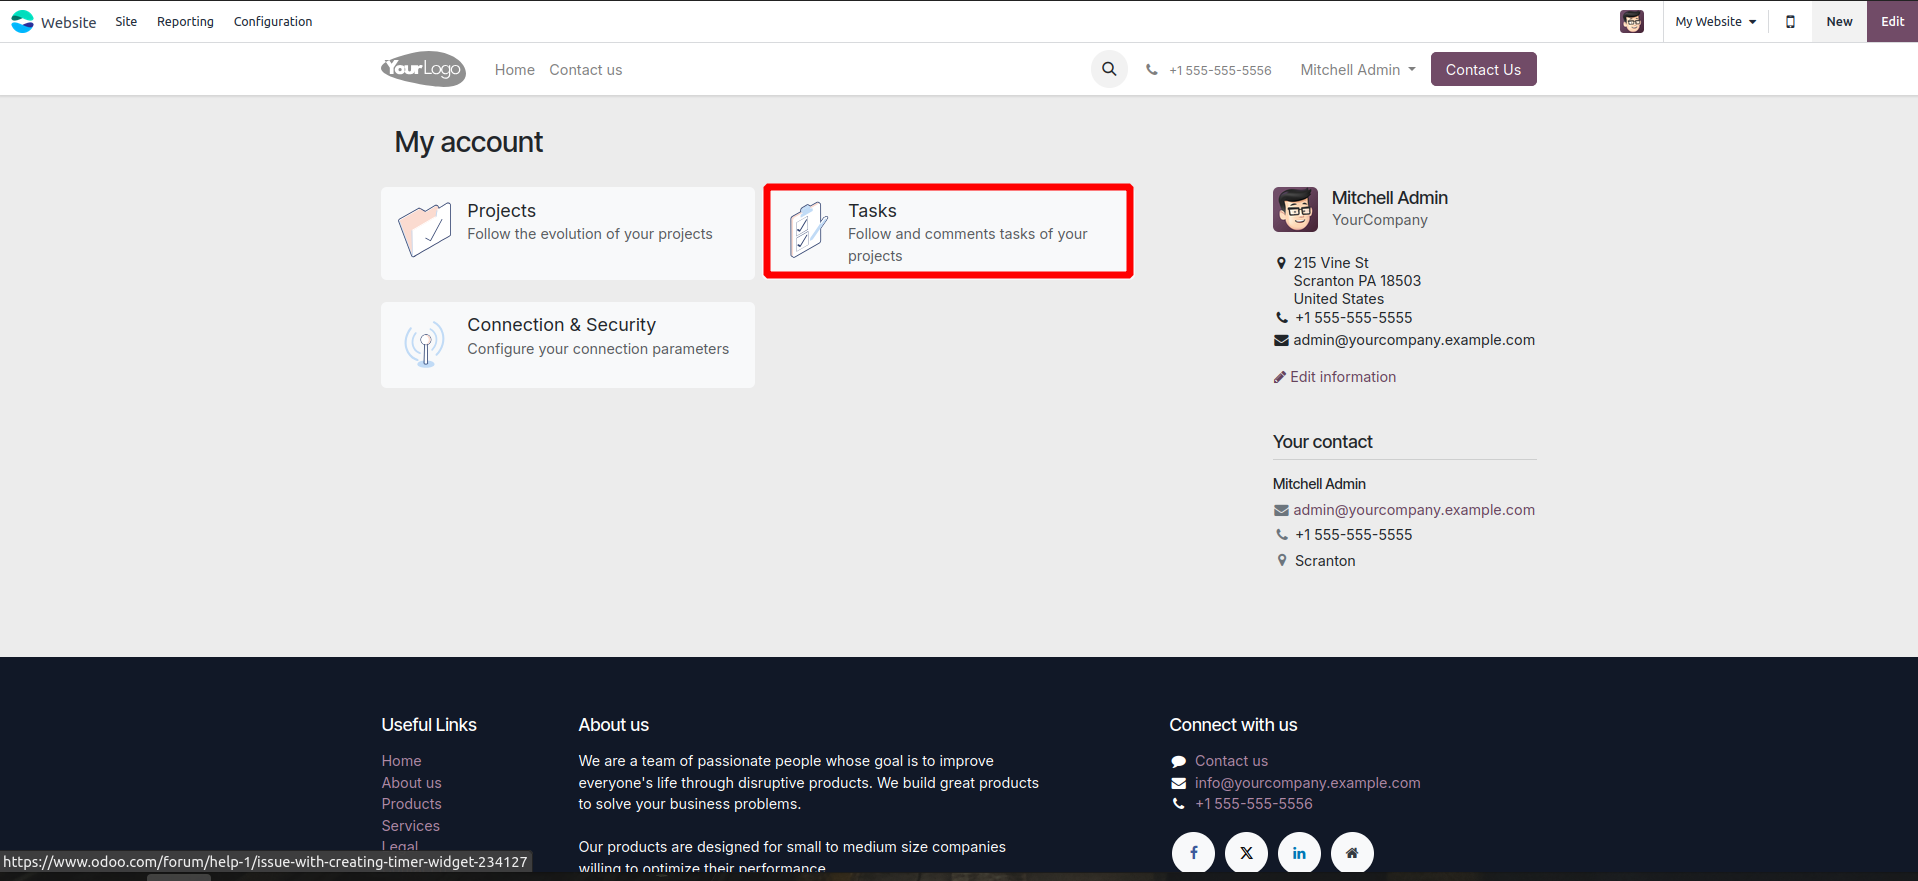 Website Site Reporting Configuration My Website New Edit
YourLogo Home Contact us +1 555-555-5556 Mitchell Admin Contact Us
My account
Projects
Follow the evolution of your projects
Tasks
Follow and comments tasks of your
projects
Connection & Security
Configure your connection parameters
Mitchell Admin
YourCompany
215 Vine St
Scranton PA 18503
United States
+1 555-555-5555
admin@yourcompany.example.com
Edit information
Your contact
Mitchell Admin
admin@yourcompany.example.com
+1 555-555-5555
Scranton
Useful Links
Home
About us
Products
Services
Legal
About us
We are a team of passionate people whose goal is to improve
everyone's life through disruptive products. We build great products
to solve your business problems.
Our products are designed for small to medium size companies
willing to optimize their performance.
Connect with us
Contact us
info@yourcompany.example.com
+1 555-555-5556
https://www.odoo.com/forum/help-1/issue-with-creating-timer-widget-234127